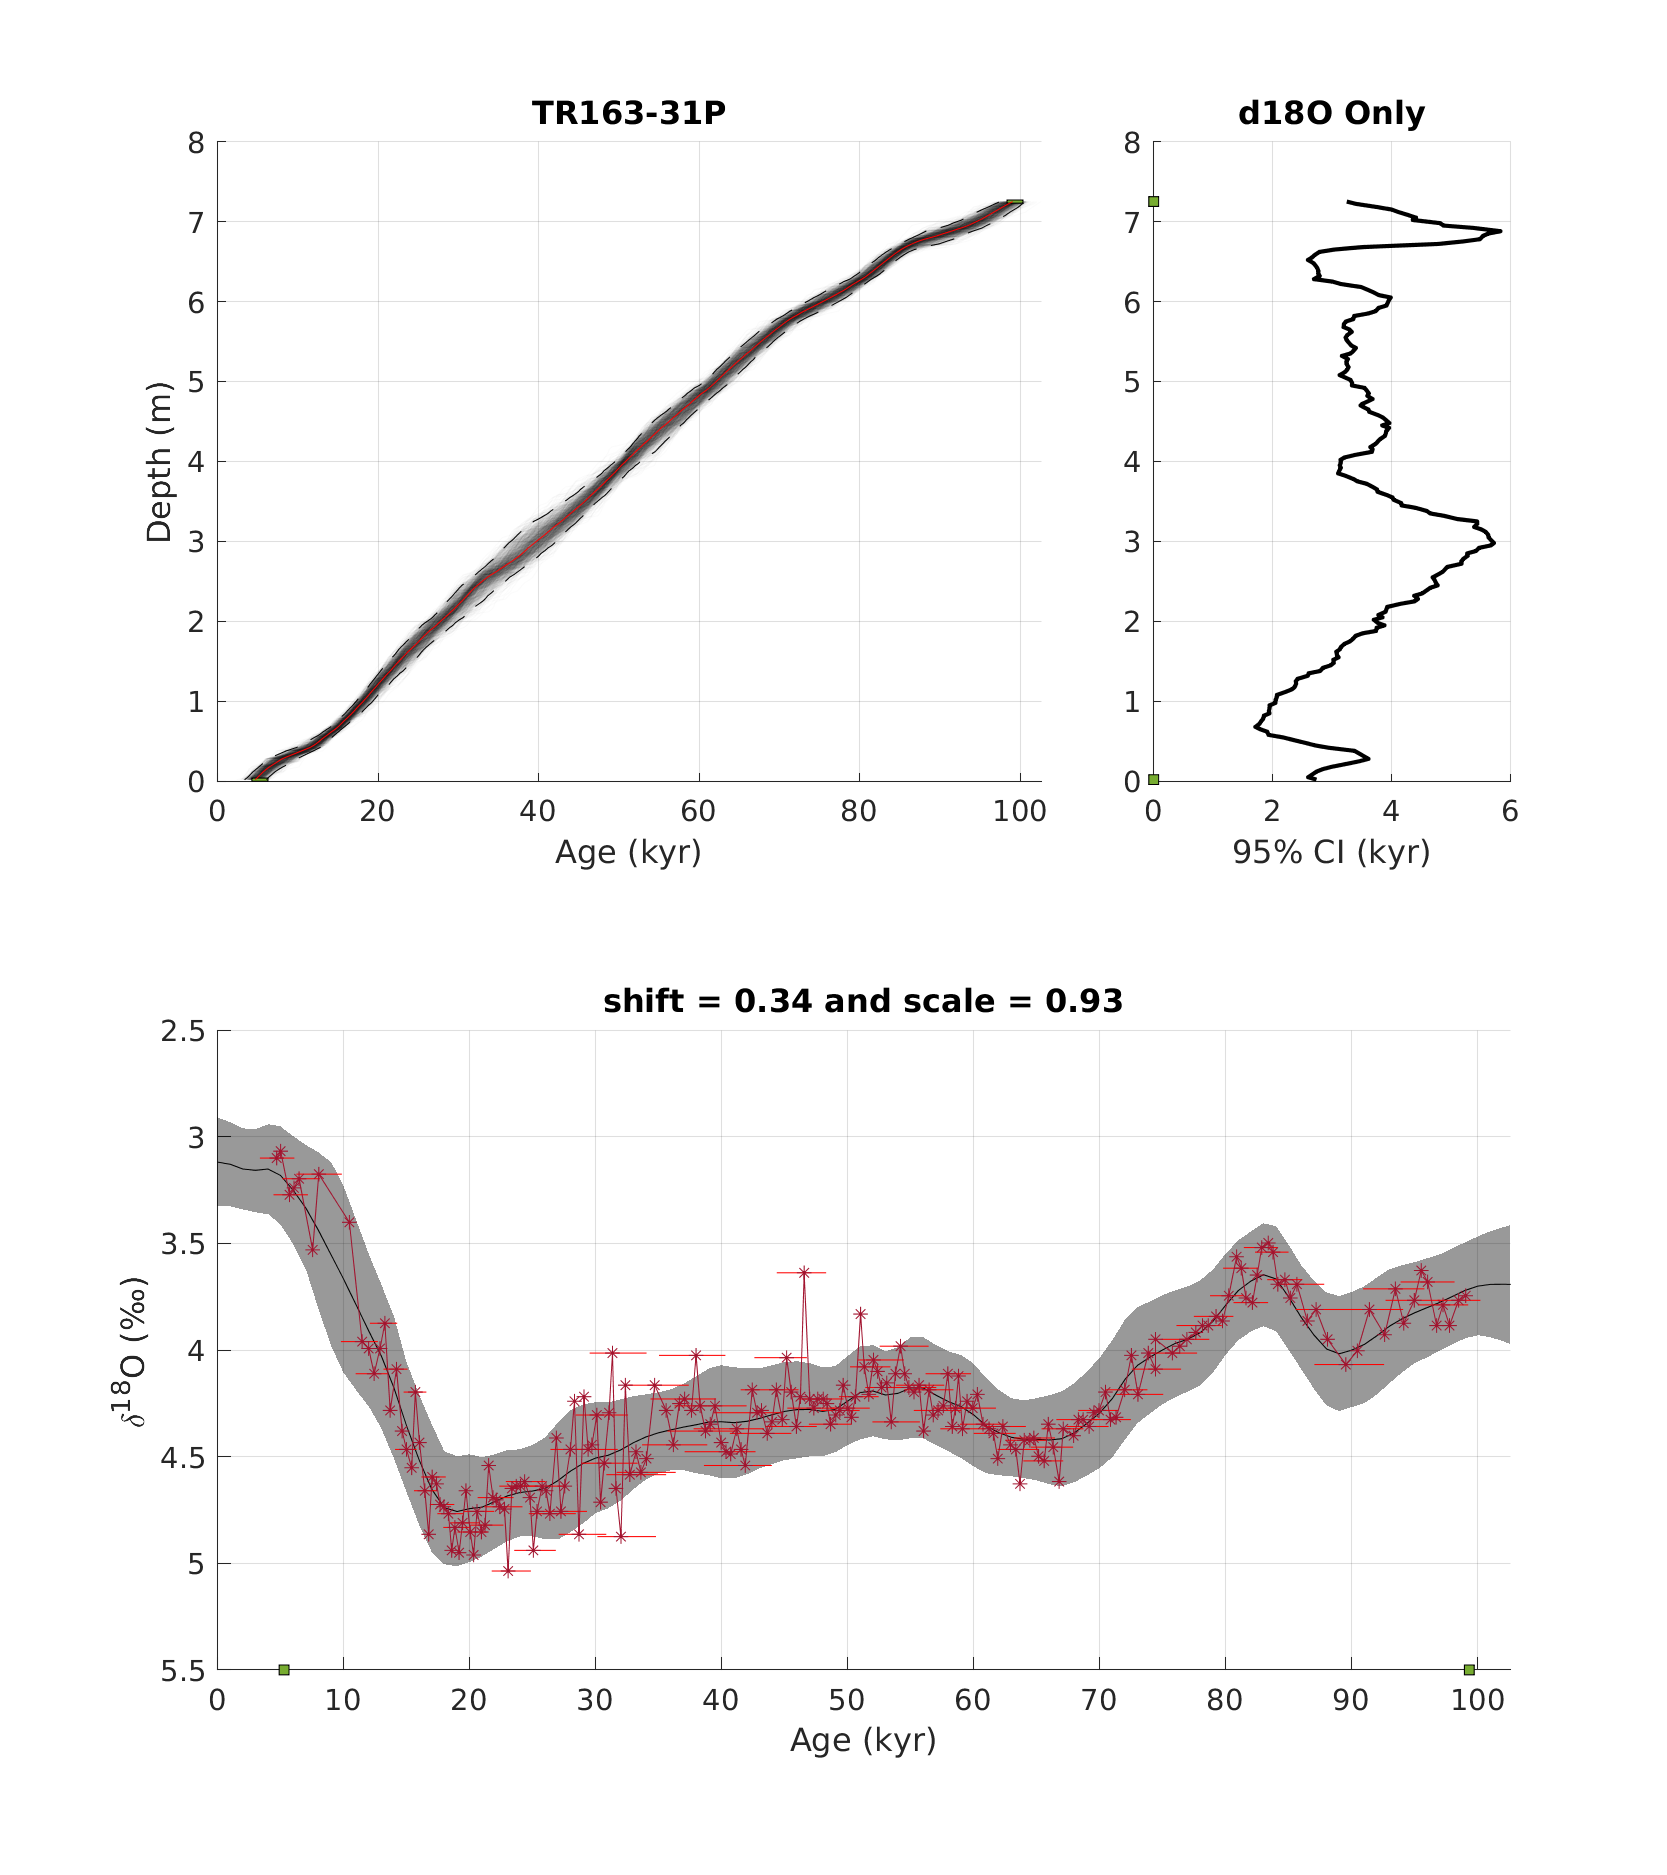 TR163-31P
d18O Only
8
7
6
5
4
3
2
1
0
Depth (m)
0 20 40 60 80 100
Age (kyr)
8
7
6
5
4
3
2
1
0
0 2 4 6
95% CI (kyr)
shift = 0.34 and scale = 0.93
2.5
3
3.5
4
4.5
5
5.5
δ18O (‰)
0 10 20 30 40 50 60 70 80 90 100
Age (kyr)